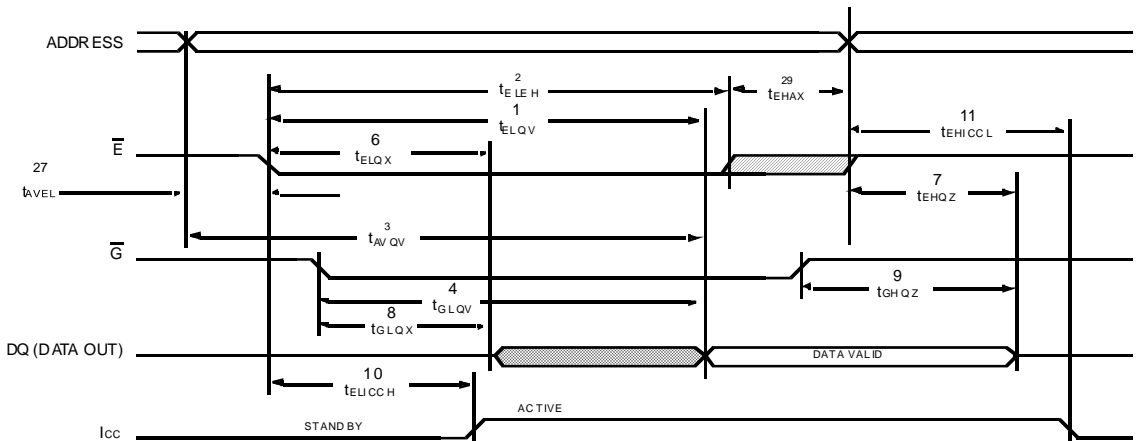 ADDRESS
2
tELEH
29
tEHAX
1
tELQV
11
tEHICCL
6
tELQX
E
27
tAVEL
7
tEHQZ
3
tAVQV
G
9
tGHQZ
4
tGLQV
8
tGLQX
DQ (DATA OUT)
DATA VALID
10
tELICCH
ACTIVE
STANDBY
ICC